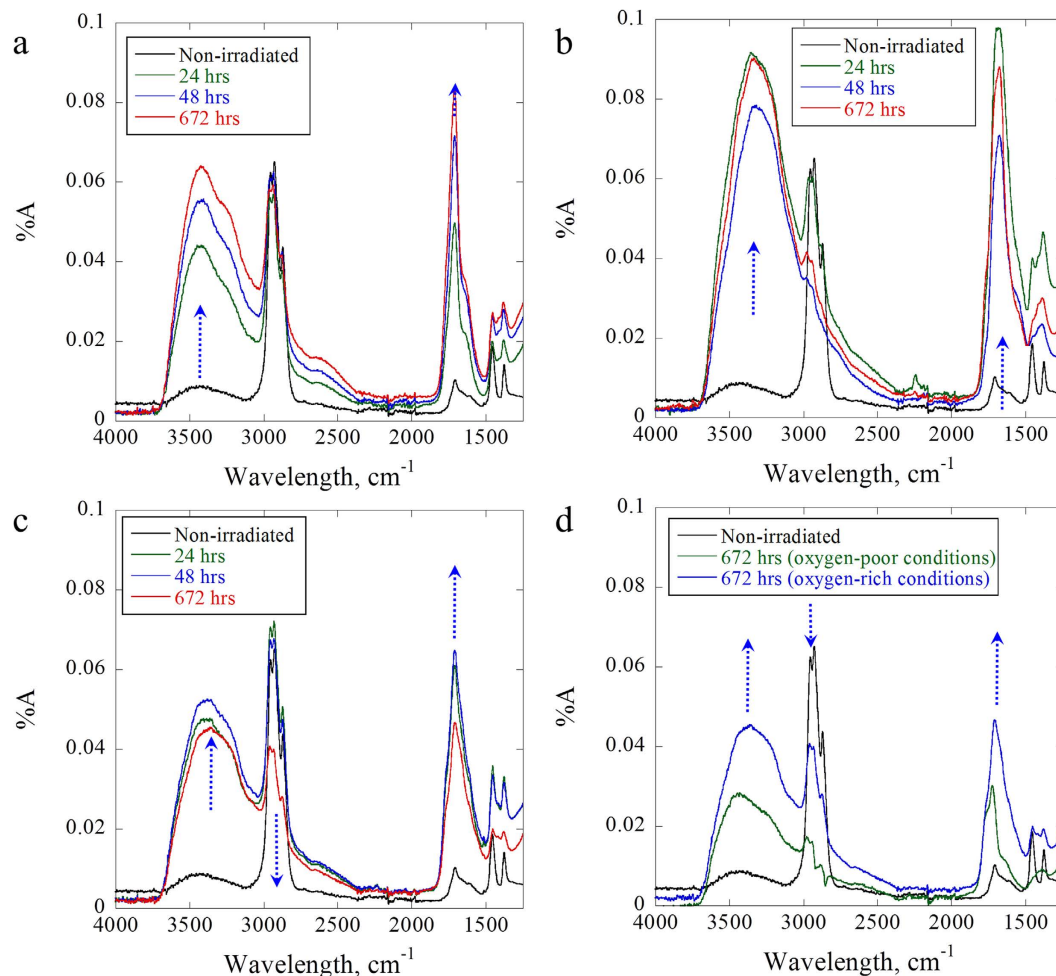 a
0.1
0.08
0.06
0.04
0.02
0
%A
Non-irradiated
24 hrs
48 hrs
672 hrs
4000 3500 3000 2500 2000 1500
Wavelength, cm-1
b
0.1
0.08
0.06
0.04
0.02
0
%A
Non-irradiated
24 hrs
48 hrs
672 hrs
4000 3500 3000 2500 2000 1500
Wavelength, cm-1
c
0.1
0.08
0.06
0.04
0.02
0
%A
Non-irradiated
24 hrs
48 hrs
672 hrs
4000 3500 3000 2500 2000 1500
Wavelength, cm-1
d
0.1
0.08
0.06
0.04
0.02
0
%A
Non-irradiated
672 hrs (oxygen-poor conditions)
672 hrs (oxygen-rich conditions)
4000 3500 3000 2500 2000 1500
Wavelength, cm-1